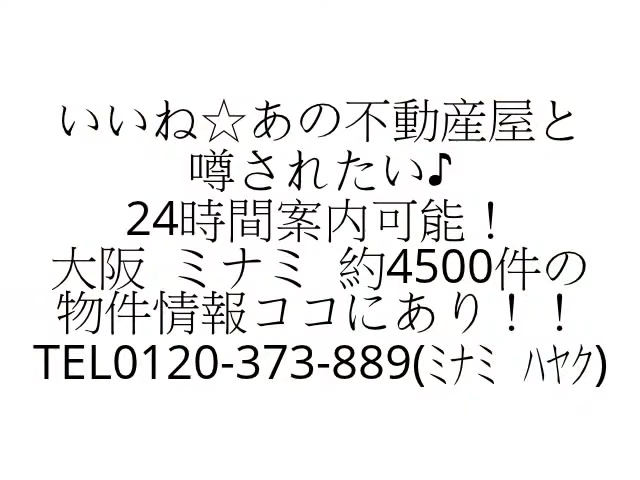 いいね☆あの不動産屋と
噂されたい♪
24時間案内可能！
大阪 ミナミ 約4500件の
物件情報ココにあり！！
TEL0120-373-889(ﾐﾅﾐ ﾊﾔｸ)